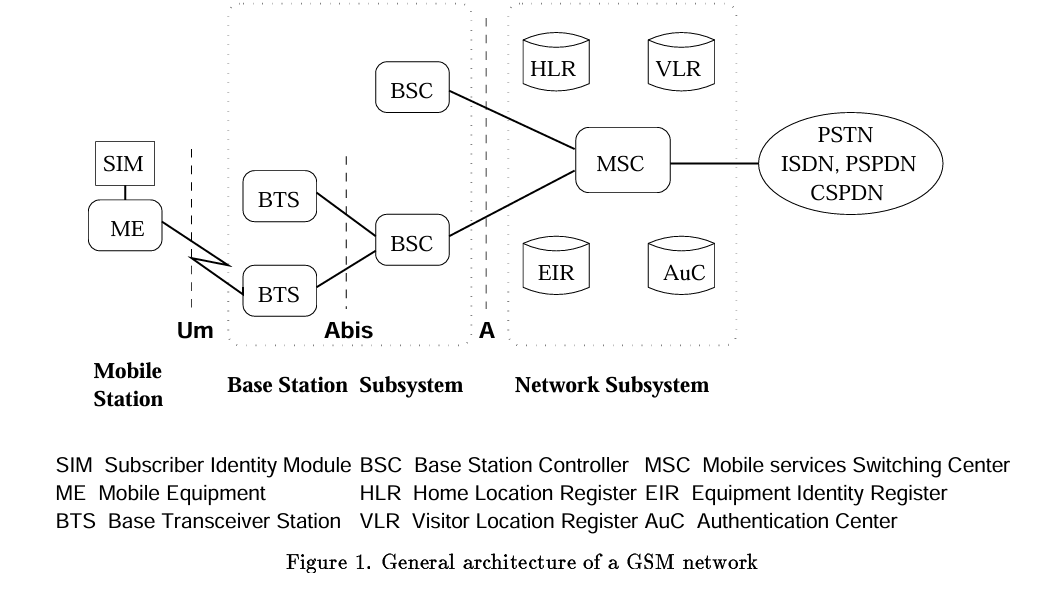 HLR
VLR
BSC
SIM
MSC
PSTN
ISDN, PSPDN
CSPDN
BTS
ME
BSC
EIR
AuC
BTS
Um
Abis
A
Mobile
Station
Base Station Subsystem
Network Subsystem
SIM Subscriber Identity Module BSC Base Station Controller MSC Mobile services Switching Center
ME Mobile Equipment HLR Home Location Register EIR Equipment Identity Register
BTS Base Transceiver Station VLR Visitor Location Register AuC Authentication Center
Figure 1. General architecture of a GSM network